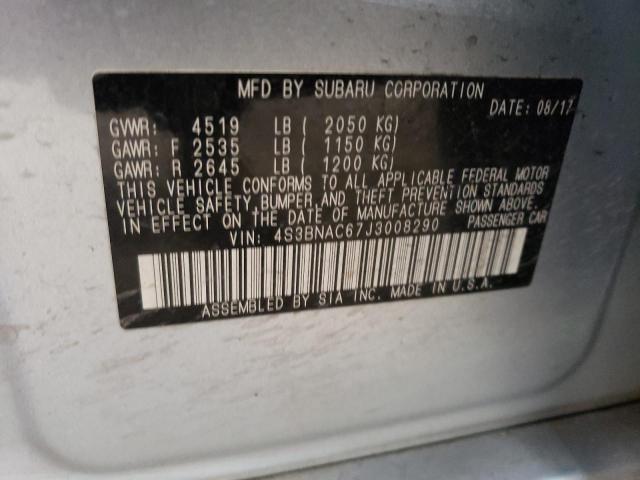 MFD BY SUBARU CORPORATION
DATE: 08/17
GVWR: 4519 LB ( 2050 KG)
GAWR: F 2535 LB ( 1150 KG)
GAWR: R 2645 LB ( 1200 KG)
THIS VEHICLE CONFORMS TO ALL APPLICABLE FEDERAL MOTOR
VEHICLE SAFETY, BUMPER, AND THEFT PREVENTION STANDARDS
IN EFFECT ON THE DATE OF MANUFACTURE SHOWN ABOVE.
VIN: 4S3BNAC67J3008290 PASSENGER CAR
ASSEMBLED BY SIA INC. MADE IN U.S.A.